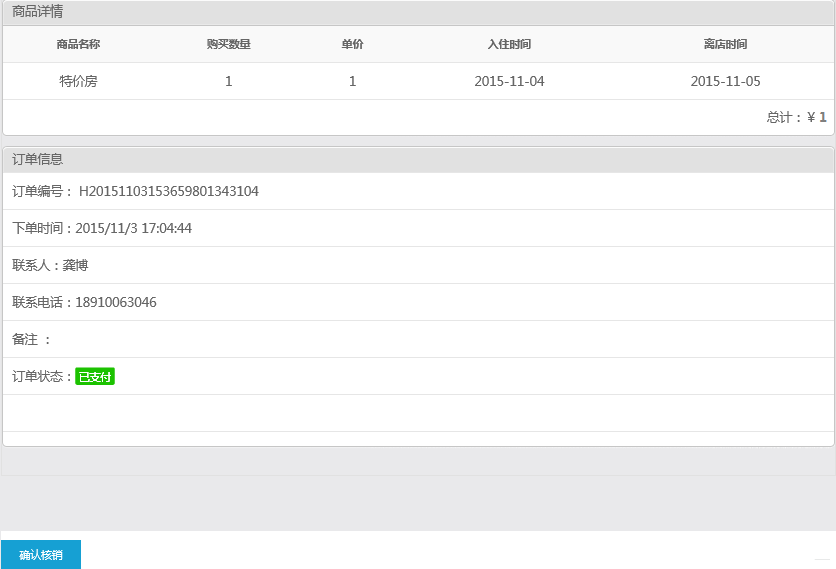 商品详情
商品名称 购买数量 单价 入住时间 离店时间
特价房 1 1 2015-11-04 2015-11-05
总计：¥ 1
订单信息
订单编号： H20151103153659801343104
下单时间：2015/11/3 17:04:44
联系人：龚博
联系电话：18910063046
备注 ：
订单状态：已支付
确认核销